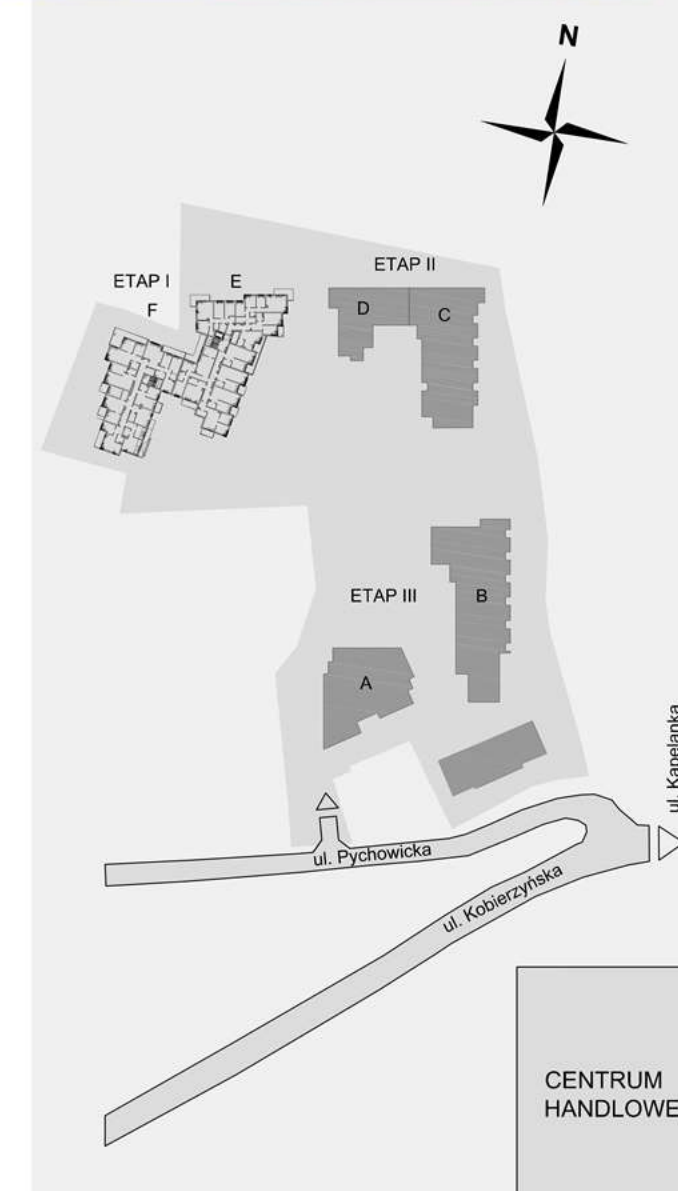 N
ETAP II
ETAP I
E
F
D
C
ETAP III
B
A
ul. Kapelanka
ul. Pychowicka
ul. Kobierzyńska
CENTRUM
HANDLOWE